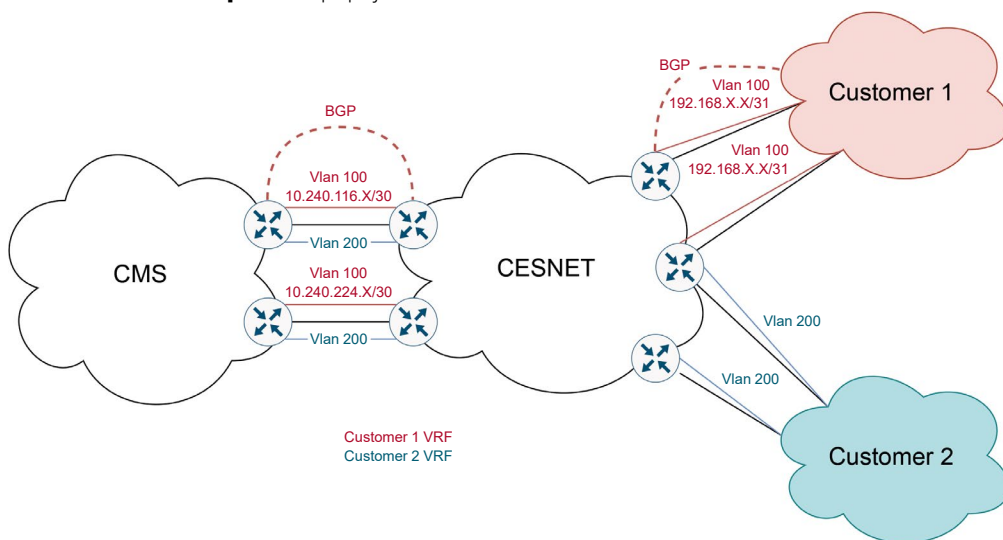 BGP
Vlan 100
10.240.116.X/30
Vlan 200
Vlan 100
10.240.224.X/30
Vlan 200
CMS
CESNET
BGP
Vlan 100
192.168.X.X/31
Vlan 100
192.168.X.X/31
Customer 1
Vlan 200
Vlan 200
Customer 2
Customer 1 VRF
Customer 2 VRF